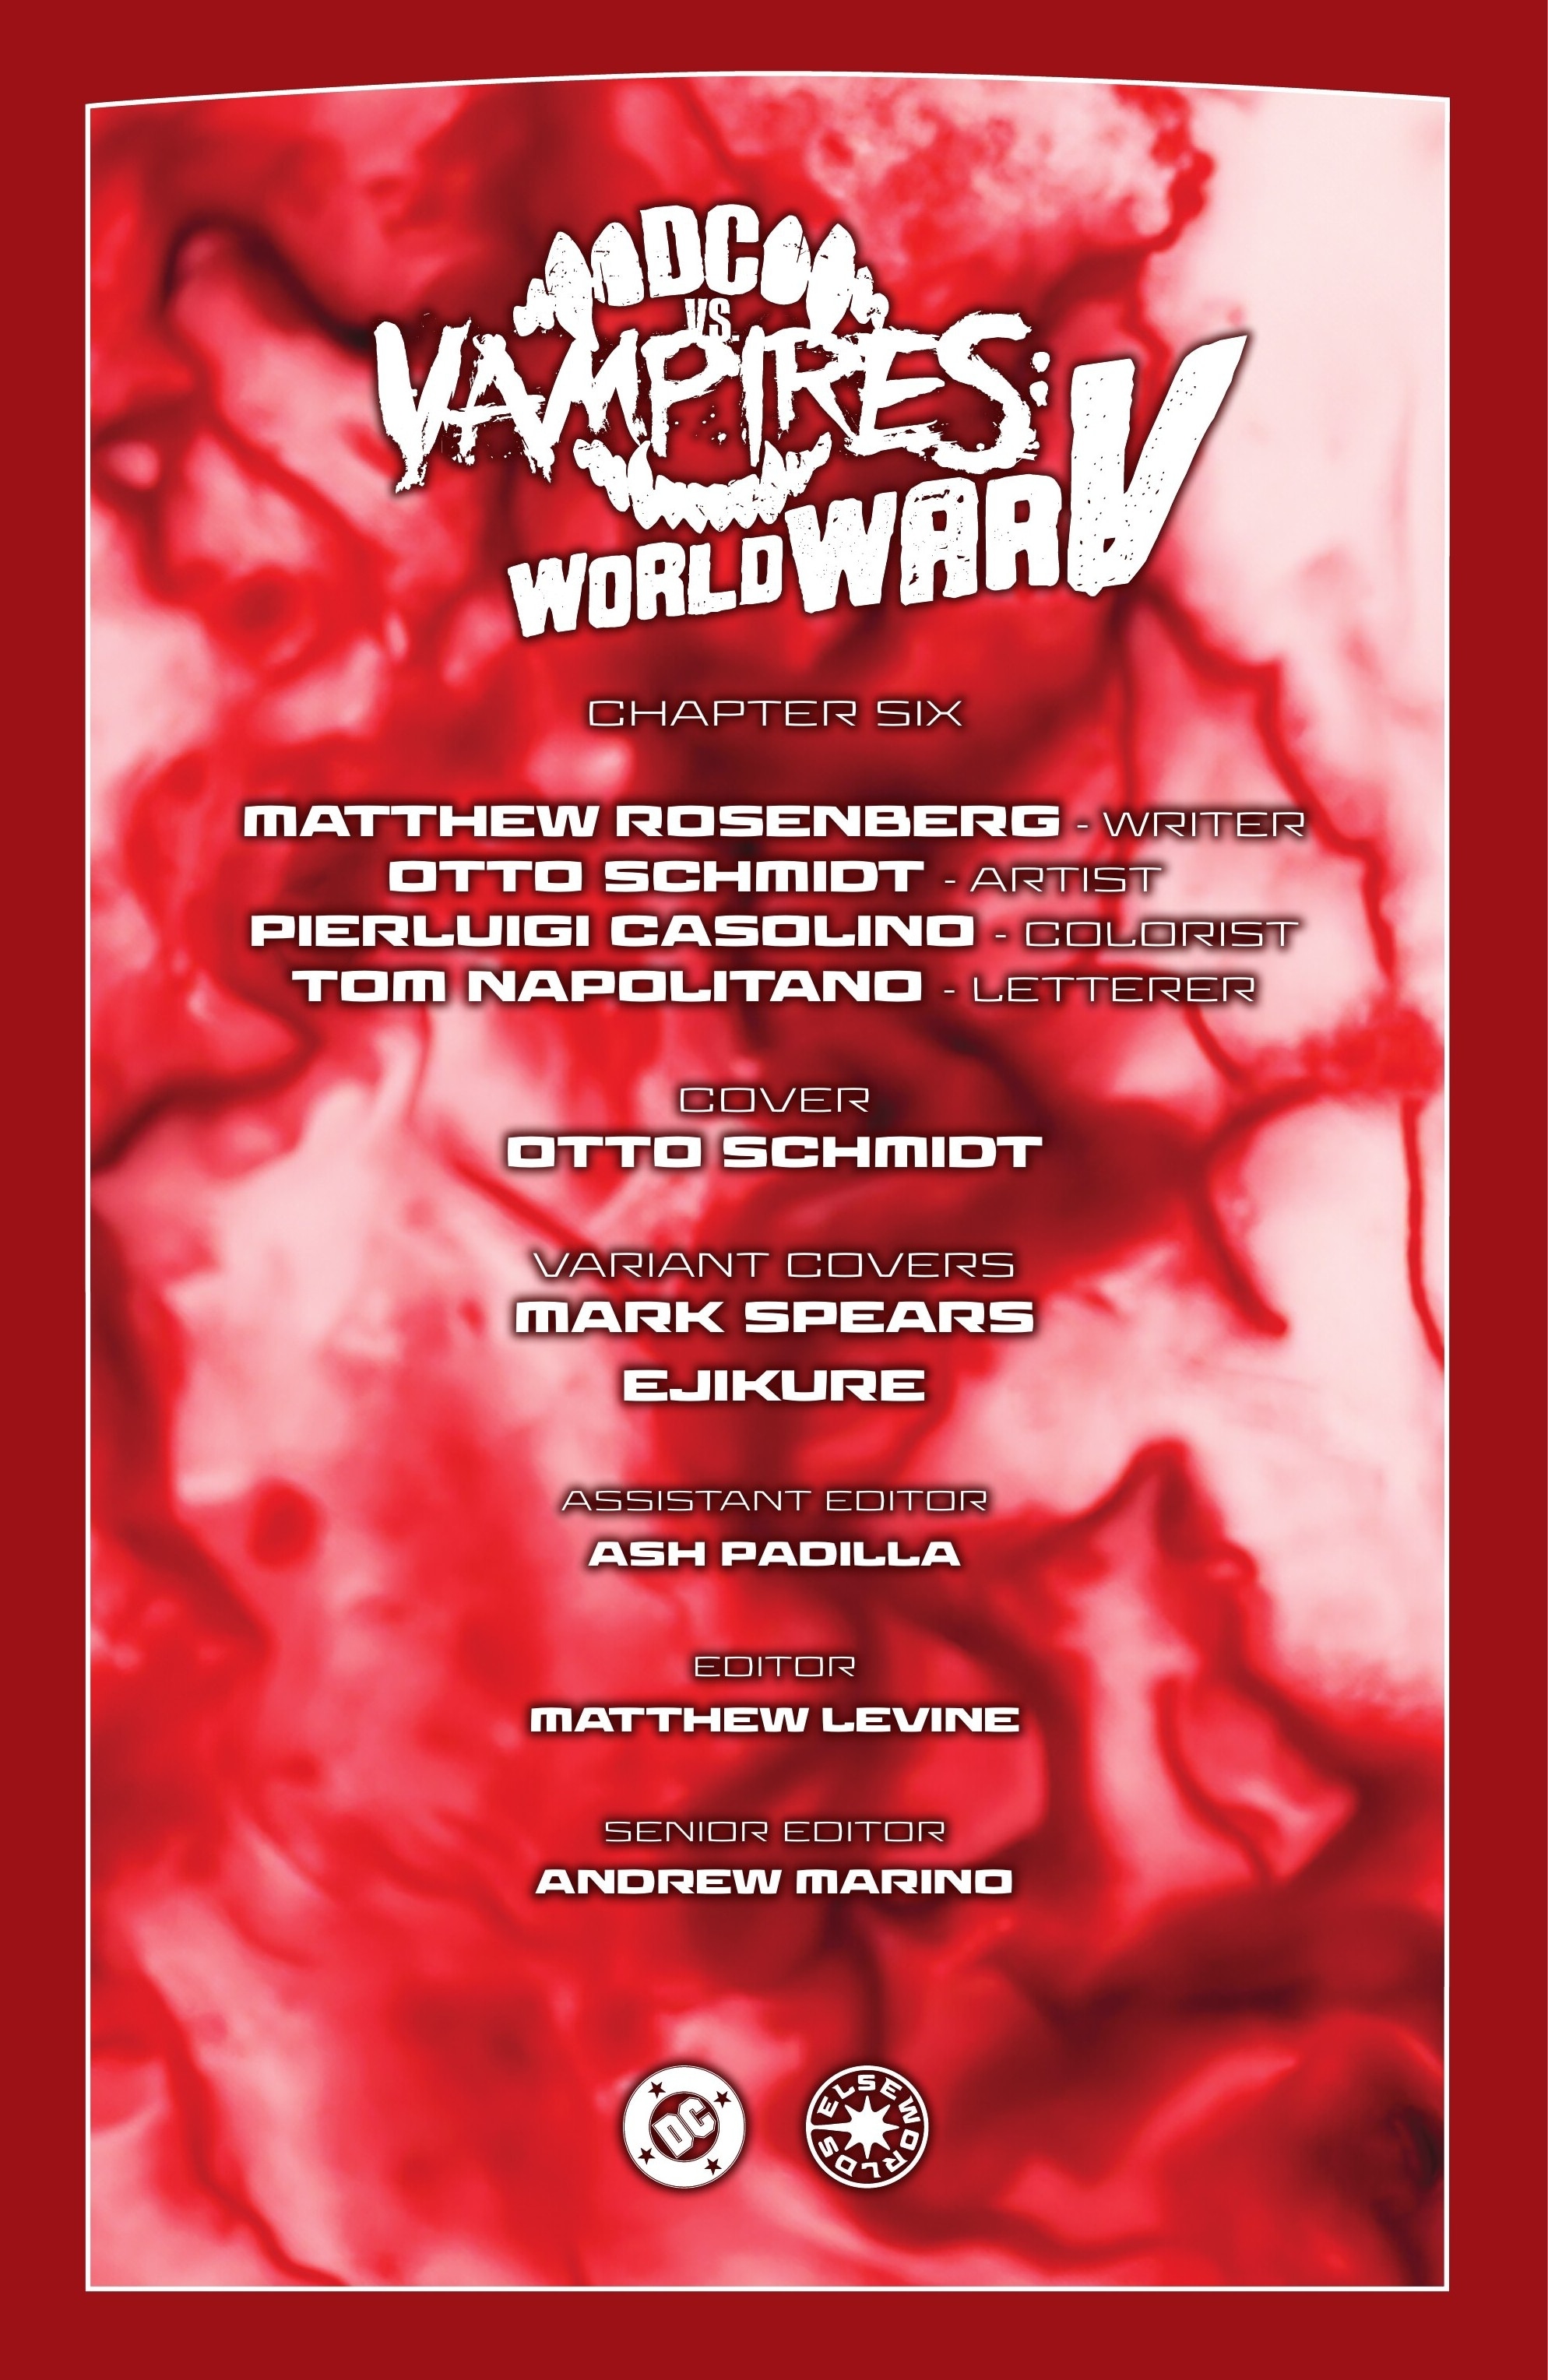 DC
VS.
VAMPIRES:
WORLD WAR V
CHAPTER SIX
MATTHEW ROSENBERG - WRITER
OTTO SCHMIDT - ARTIST
PIERLUIGI CASOLINO - COLORIST
TOM NAPOLITANO - LETTERER
COVER
OTTO SCHMIDT
VARIANT COVERS
MARK SPEARS
EJIKURE
ASSISTANT EDITOR
ASH PADILLA
EDITOR
MATTHEW LEVINE
SENIOR EDITOR
ANDREW MARINO
DC
ELSEWORLDS